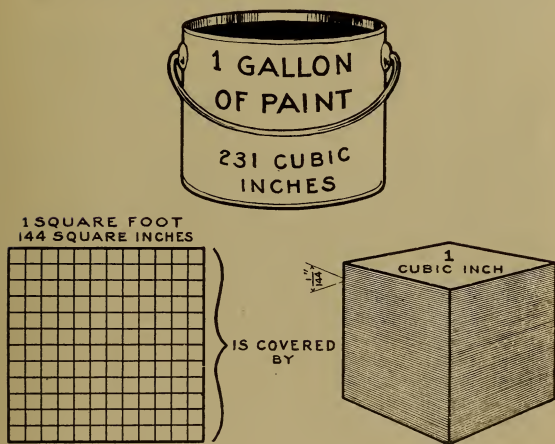 1 GALLON
OF PAINT
231 CUBIC
INCHES
1 SQUARE FOOT
144 SQUARE INCHES
IS COVERED
BY
1/144"
1
CUBIC INCH